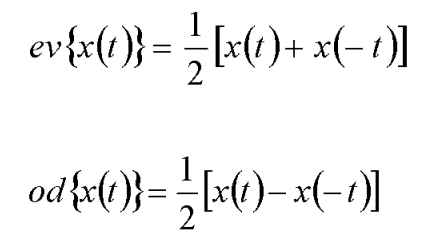 ev{x(t)} = 1/2 [x(t) + x(− t)]
od{x(t)} = 1/2 [x(t) − x(−t)]